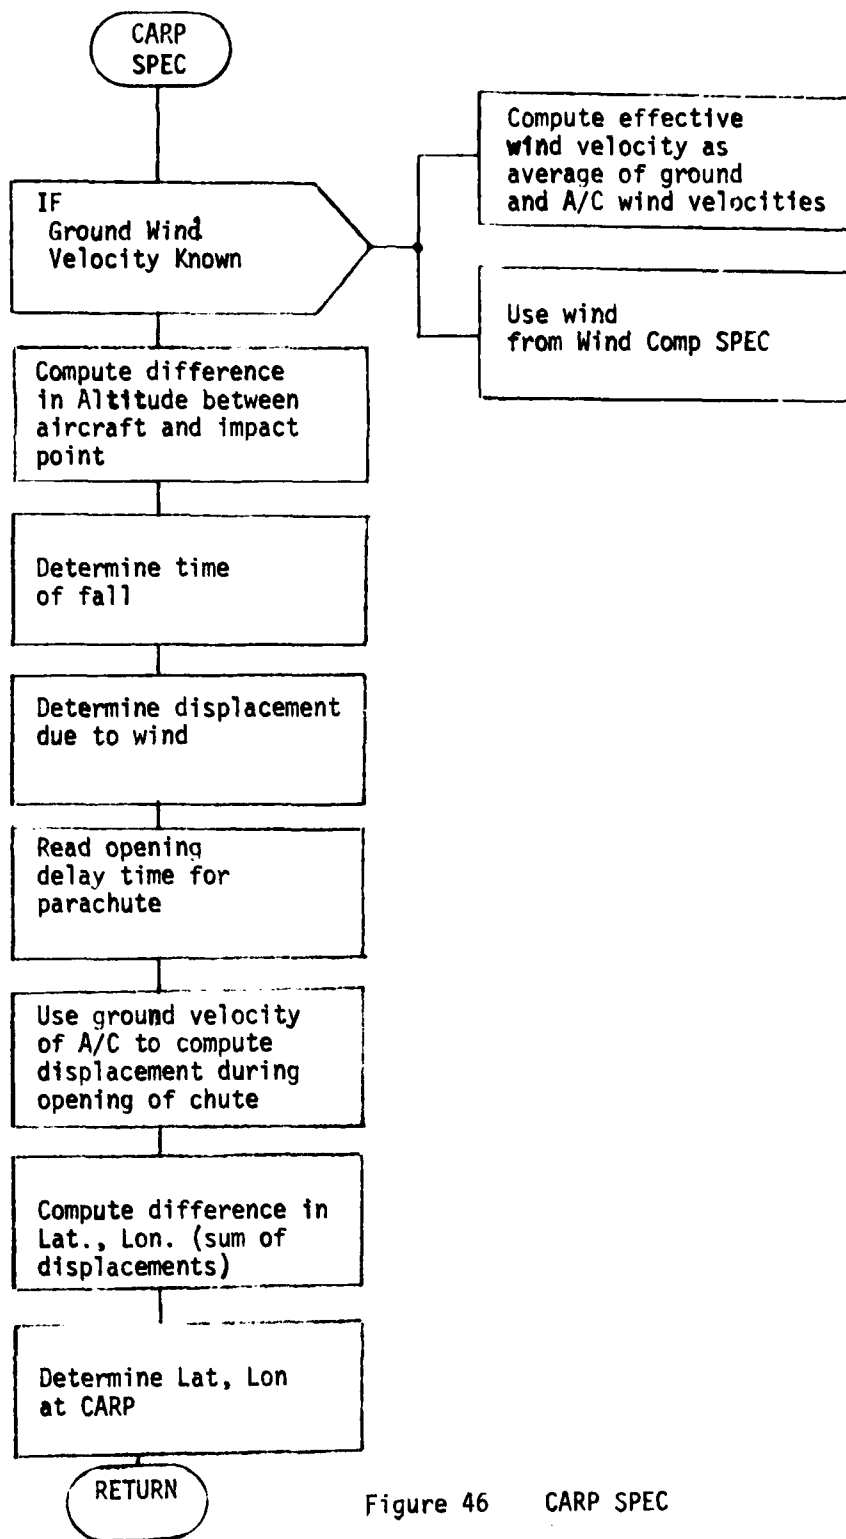 CARP
SPEC
IF
Ground Wind
Velocity Known
Compute effective
wind velocity as
average of ground
and A/C wind velocities
Use wind
from Wind Comp SPEC
Compute difference
in Altitude between
aircraft and impact
point
Determine time
of fall
Determine displacement
due to wind
Read opening
delay time for
parachute
Use ground velocity
of A/C to compute
displacement during
opening of chute
Compute difference in
Lat., Lon. (sum of
displacements)
Determine Lat, Lon
at CARP
RETURN
Figure 46 CARP SPEC